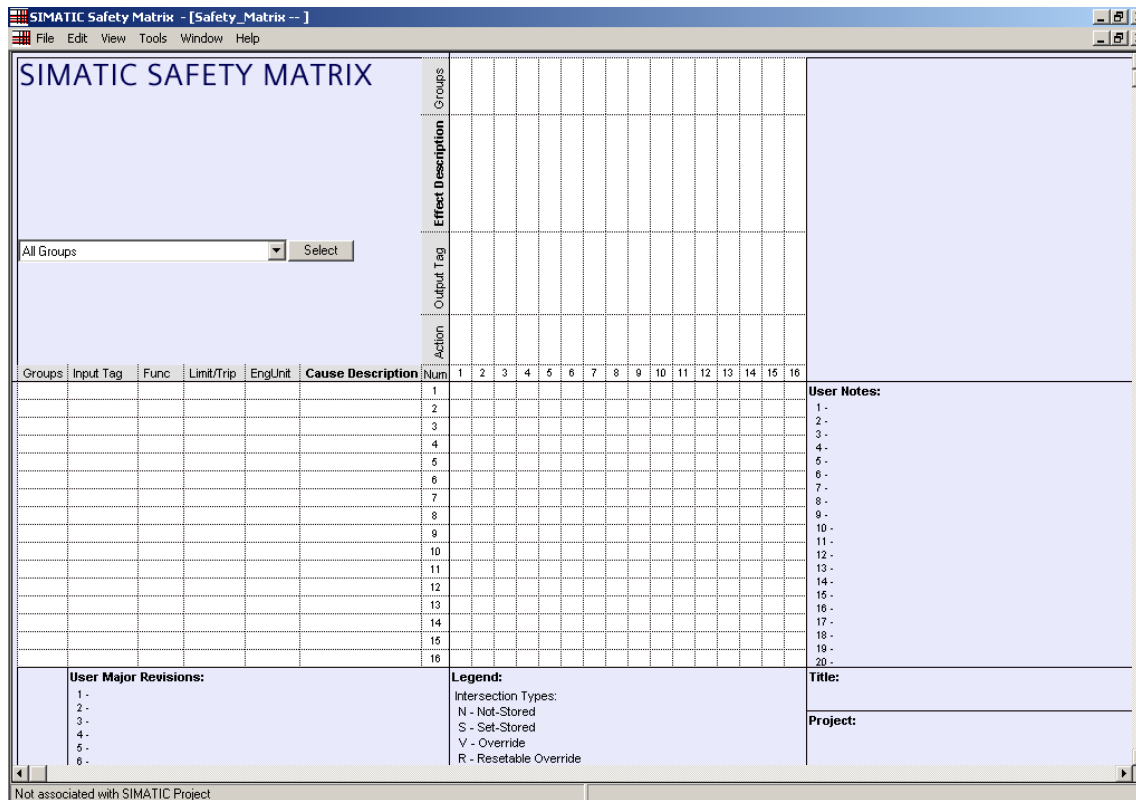 SIMATIC Safety Matrix - [Safety_Matrix -- ]
File Edit View Tools Window Help
SIMATIC SAFETY MATRIX
Groups
Effect Description
Output Tag
Action
All Groups
Select
Groups Input Tag Func Limit/Trip EngUnit Cause Description Num 1 2 3 4 5 6 7 8 9 10 11 12 13 14 15 16
1
2
3
4
5
6
7
8
9
10
11
12
13
14
15
16
User Notes:
1 -
2 -
3 -
4 -
5 -
6 -
7 -
8 -
9 -
10 -
11 -
12 -
13 -
14 -
15 -
16 -
17 -
18 -
19 -
20 -
User Major Revisions:
1 -
2 -
3 -
4 -
5 -
6 -
Legend:
Intersection Types:
N - Not-Stored
S - Set-Stored
V - Override
R - Resetable Override
Title:
Project:
Not associated with SIMATIC Project